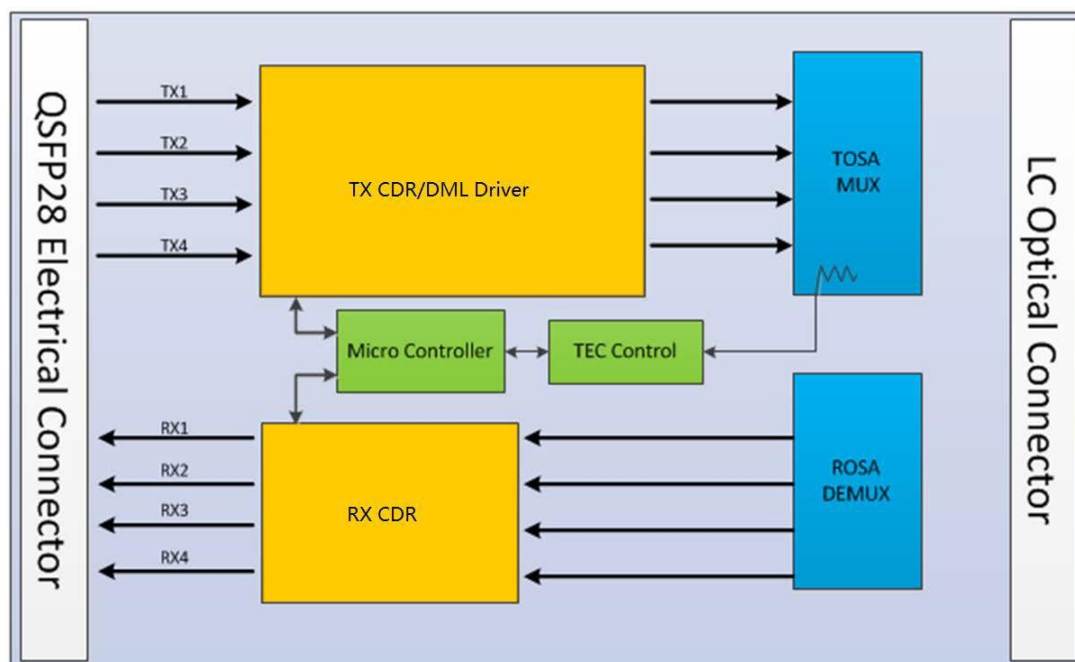 QSFP28 Electrical Connector
TX1
TX2
TX3
TX4
TX CDR/DML Driver
TOSA
MUX
Micro Controller
TEC Control
RX1
RX2
RX3
RX4
RX CDR
ROSA
DEMUX
LC Optical Connector